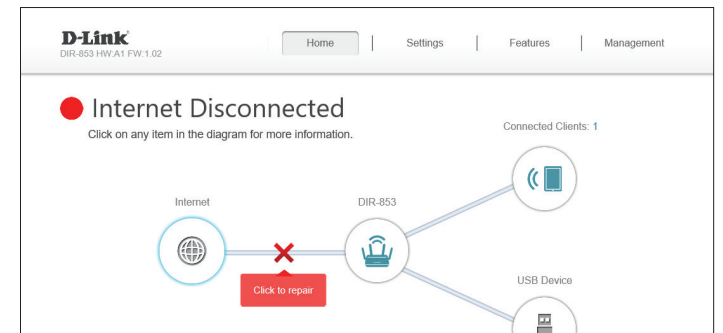 D-Link
DIR-853 HW:A1 FW:1.02
Home
Settings
Features
Management
Internet Disconnected
Click on any item in the diagram for more information.
Connected Clients: 1
Internet
DIR-853
Click to repair
USB Device